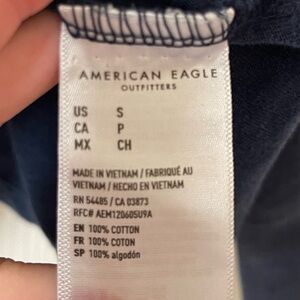 AMERICAN EAGLE
OUTFITTERS
US S
CA P
MX CH
MADE IN VIETNAM / FABRIQUÉ AU
VIETNAM / HECHO EN VIETNAM
RN 54485 / CA 03873
RFC# AEM120605U9A
EN 100% COTTON
FR 100% COTON
SP 100% algodón